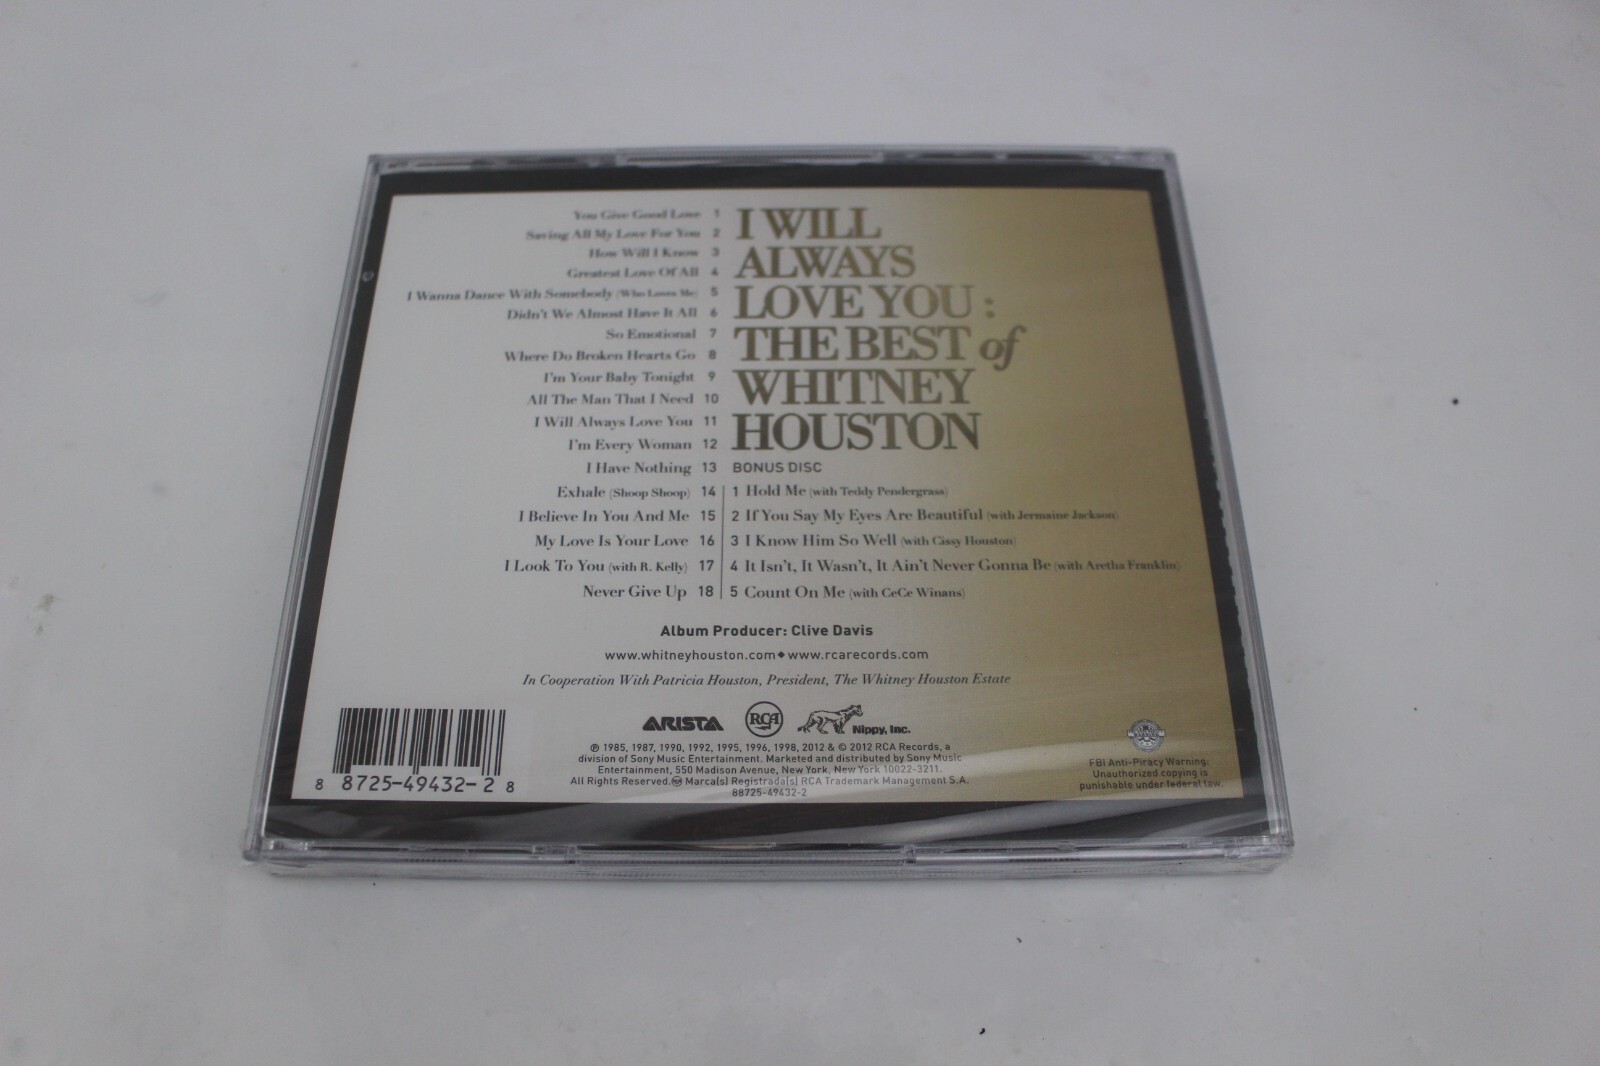 You Give Good Love 1
Saving All My Love For You 2
How Will I Know 3
Greatest Love Of All 4
I Wanna Dance With Somebody (Who Loves Me) 5
Didn't We Almost Have It All 6
So Emotional 7
Where Do Broken Hearts Go 8
I'm Your Baby Tonight 9
All The Man That I Need 10
I Will Always Love You 11
I'm Every Woman 12
I Have Nothing 13
Exhale (Shoop Shoop) 14
I Believe In You And Me 15
My Love Is Your Love 16
I Look To You (with R. Kelly) 17
Never Give Up 18
I WILL
ALWAYS
LOVE YOU:
THE BEST of
WHITNEY
HOUSTON
BONUS DISC
1 Hold Me (with Teddy Pendergrass)
2 If You Say My Eyes Are Beautiful (with Jermaine Jackson)
3 I Know Him So Well (with Cissy Houston)
4 It Isn't, It Wasn't, It Ain't Never Gonna Be (with Aretha Franklin)
5 Count On Me (with CeCe Winans)
Album Producer: Clive Davis
www.whitneyhouston.com◆www.rcarecords.com
In Cooperation With Patricia Houston, President, The Whitney Houston Estate
8 87254-9432-2 8
ARISTA
RCA
Nippy, Inc.
℗ 1985, 1987, 1990, 1992, 1995, 1996, 1998, 2012 & © 2012 RCA Records, a
division of Sony Music Entertainment. Marketed and distributed by Sony Music
Entertainment, 550 Madison Avenue, New York, New York 10022-3211.
All Rights Reserved. Marca(s) Registrada(s) RCA Trademark Management S.A.
88725-49432-2
FBI Anti-Piracy Warning:
Unauthorized copying is
punishable under federal law.